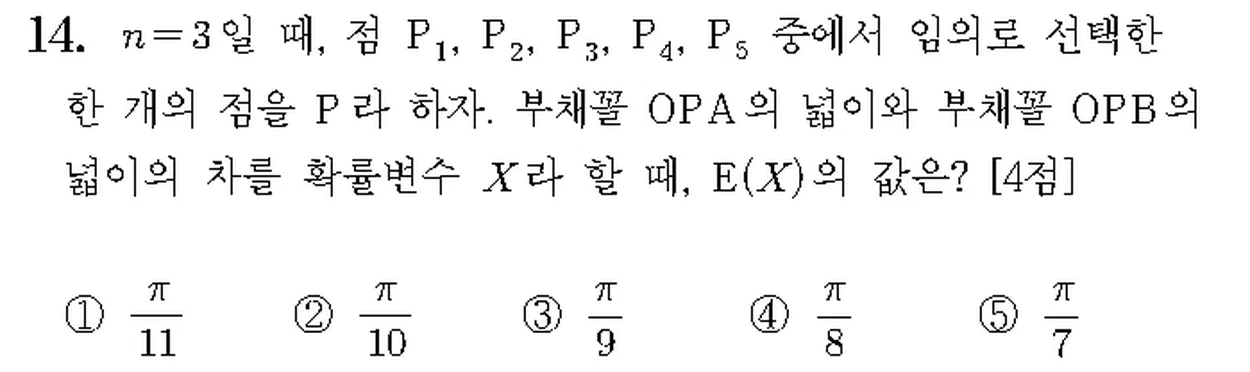 14. n=3일 때, 점 P₁, P₂, P₃, P₄, P₅ 중에서 임의로 선택한
한 개의 점을 P라 하자. 부채꼴 OPA의 넓이와 부채꼴 OPB의
넓이의 차를 확률변수 X라 할 때, E(X)의 값은? [4점]
① π/11 ② π/10 ③ π/9 ④ π/8 ⑤ π/7